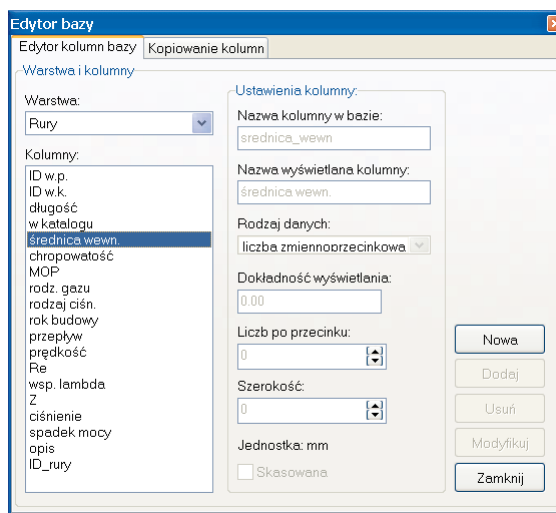 Edytor bazy
Edytor kolumn bazy
Kopiowanie kolumn
Warstwa i kolumny
Warstwa:
Rury
Kolumny:
ID w.p.
ID w.k.
długość
w katalogu
średnica wewn.
chropowatość
MOP
rodz. gazu
rodzaj ciśn.
rok budowy
przepływ
prędkość
Re
wsp. lambda
Z
ciśnienie
spadek mocy
opis
ID_rury
Ustawienia kolumny:
Nazwa kolumny w bazie:
srednica_wewn
Nazwa wyświetlana kolumny:
średnica wewn.
Rodzaj danych:
liczba zmiennoprzecinkowa
Dokładność wyświetlania:
0.00
Liczb po przecinku:
0
Szerokość:
0
Jednostka: mm
Skasowana
Nowa
Dodaj
Usuń
Modyfikuj
Zamknij